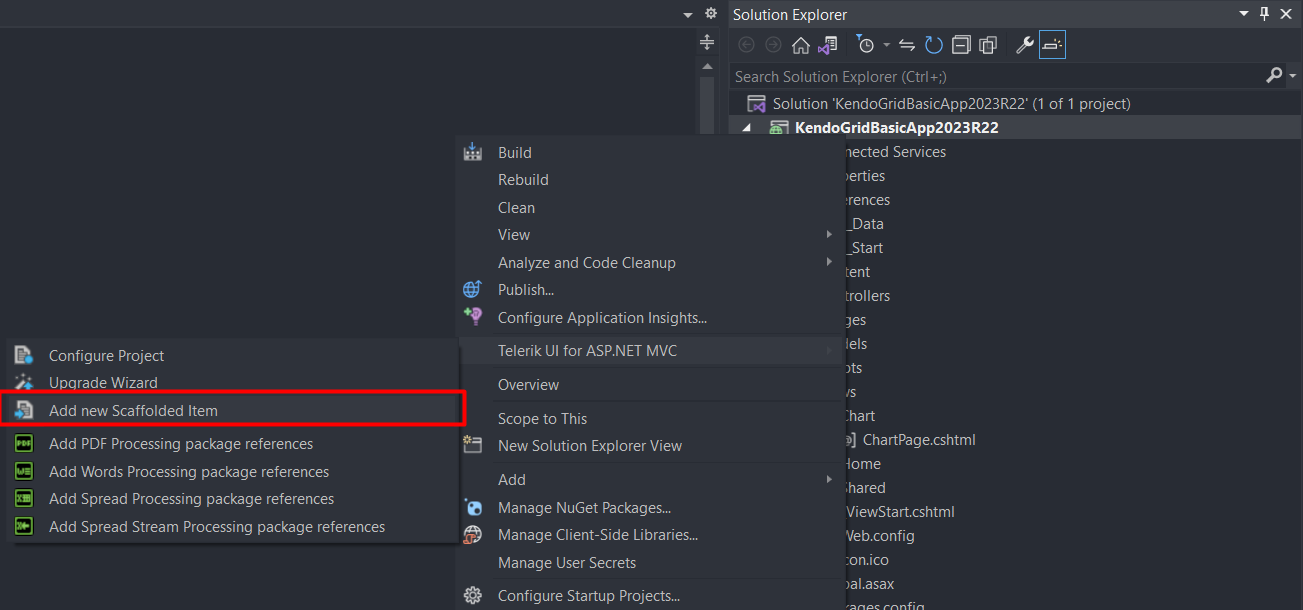 Solution Explorer
Search Solution Explorer (Ctrl+;)
Solution 'KendoGridBasicApp2023R22' (1 of 1 project)
KendoGridBasicApp2023R22
nected Services
perties
erences
_Data
_Start
tent
trollers
ges
els
ots
vs
Chart
ChartPage.cshtml
Home
Shared
ViewStart.cshtml
Web.config
con.ico
bal.asax
kages.config
Build
Rebuild
Clean
View
Analyze and Code Cleanup
Publish...
Configure Application Insights...
Telerik UI for ASP.NET MVC
Overview
Scope to This
New Solution Explorer View
Add
Manage NuGet Packages...
Manage Client-Side Libraries...
Manage User Secrets
Configure Startup Projects...
Configure Project
Upgrade Wizard
Add new Scaffolded Item
Add PDF Processing package references
Add Words Processing package references
Add Spread Processing package references
Add Spread Stream Processing package references